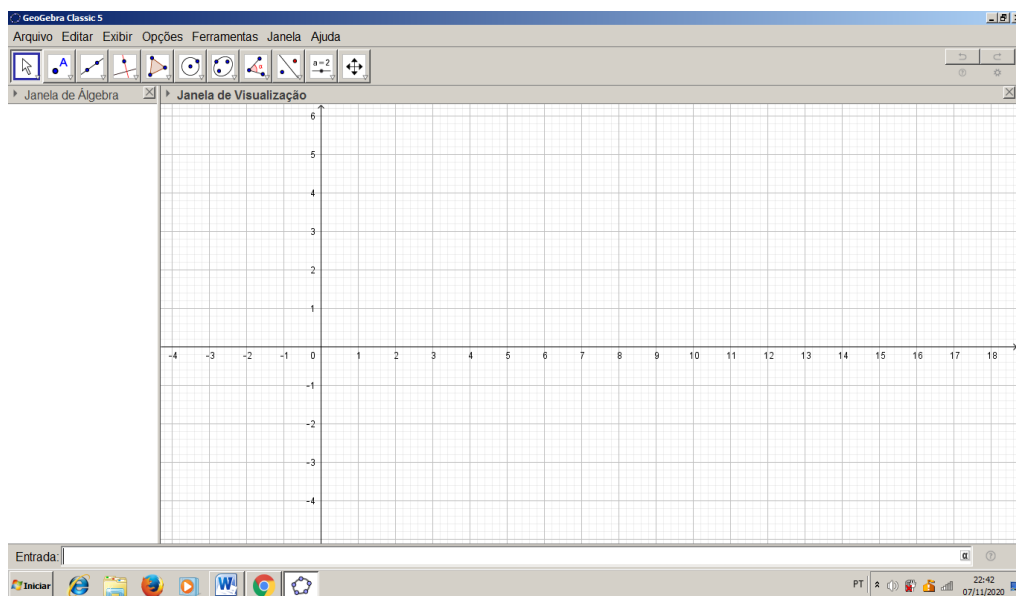 GeoGebra Classic 5
Arquivo Editar Exibir Opções Ferramentas Janela Ajuda
A
a=2
Janela de Álgebra
Janela de Visualização
6
5
4
3
2
1
-4 -3 -2 -1 0 1 2 3 4 5 6 7 8 9 10 11 12 13 14 15 16 17 18
-1
-2
-3
-4
Entrada:
α
Iniciar
W
PT
22:42
07/11/2020